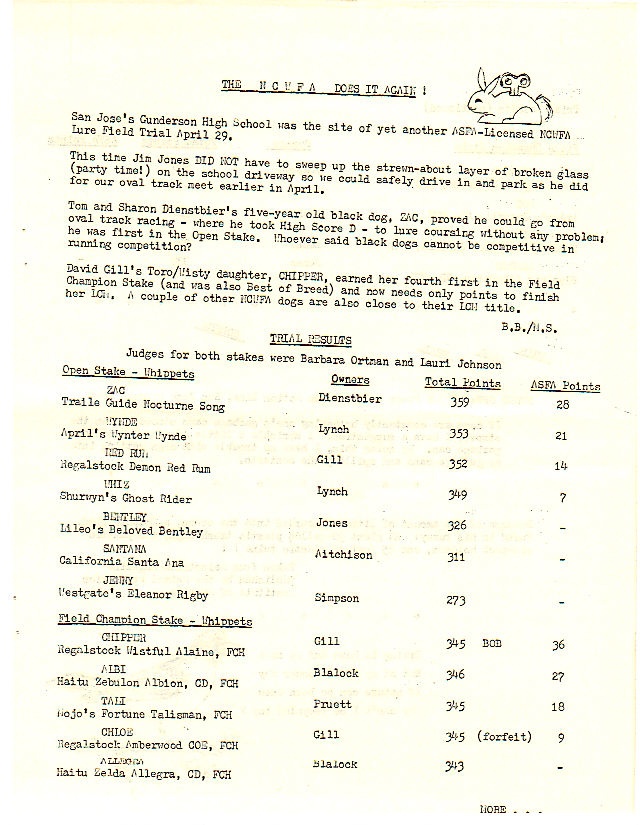 THE N C W F A DOES IT AGAIN !
San Jose's Gunderson High School was the site of yet another ASFA-Licensed NCWFA
Lure Field Trial April 29.
This time Jim Jones DID NOT have to sweep up the strewn-about layer of broken glass
(party time!) on the school driveway so we could safely drive in and park as he did
for our oval track meet earlier in April.
Tom and Sharon Dienstbier's five-year old black dog, ZAC, proved he could go from
oval track racing - where he took High Score D - to lure coursing without any problem;
he was first in the Open Stake. Whoever said black dogs cannot be competitive in
running competition?
David Gill's Toro/Misty daughter, CHIPPER, earned her fourth first in the Field
Champion Stake (and was also Best of Breed) and now needs only points to finish
her LCM. A couple of other NCWFA dogs are also close to their LCM title.
B.B./M.S.
TRIAL RESULTS
Judges for both stakes were Barbara Ortman and Lauri Johnson
Open Stake - Whippets Owners Total Points ASFA Points
ZAC
Traile Guide Nocturne Song Dienstbier 359 28
WYNDE
April's Wynter Wynde Lynch 353 21
RED RUM
Regalstock Demon Red Rum Gill 352 14
WHIZ
Shurwyn's Ghost Rider Lynch 349 7
BENTLEY
Lileo's Beloved Bentley Jones 326 -
SANTANA
California Santa Ana Aitchison 311 -
JENNY
Westgate's Eleanor Rigby Simpson 273 -
Field Champion Stake - Whippets
CHIPPER
Regalstock Wistful Alaine, FCH Gill 345 BOB 36
ALBI
Haitu Zebulon Albion, CD, FCH Blalock 346 27
TALI
Mojo's Fortune Talisman, FCH Pruett 345 18
CHLOE
Regalstock Amberwood COE, FCH Gill 345 (forfeit) 9
ALLEGRA
Haitu Zelda Allegra, CD, FCH Blalock 343 -
MORE . . .